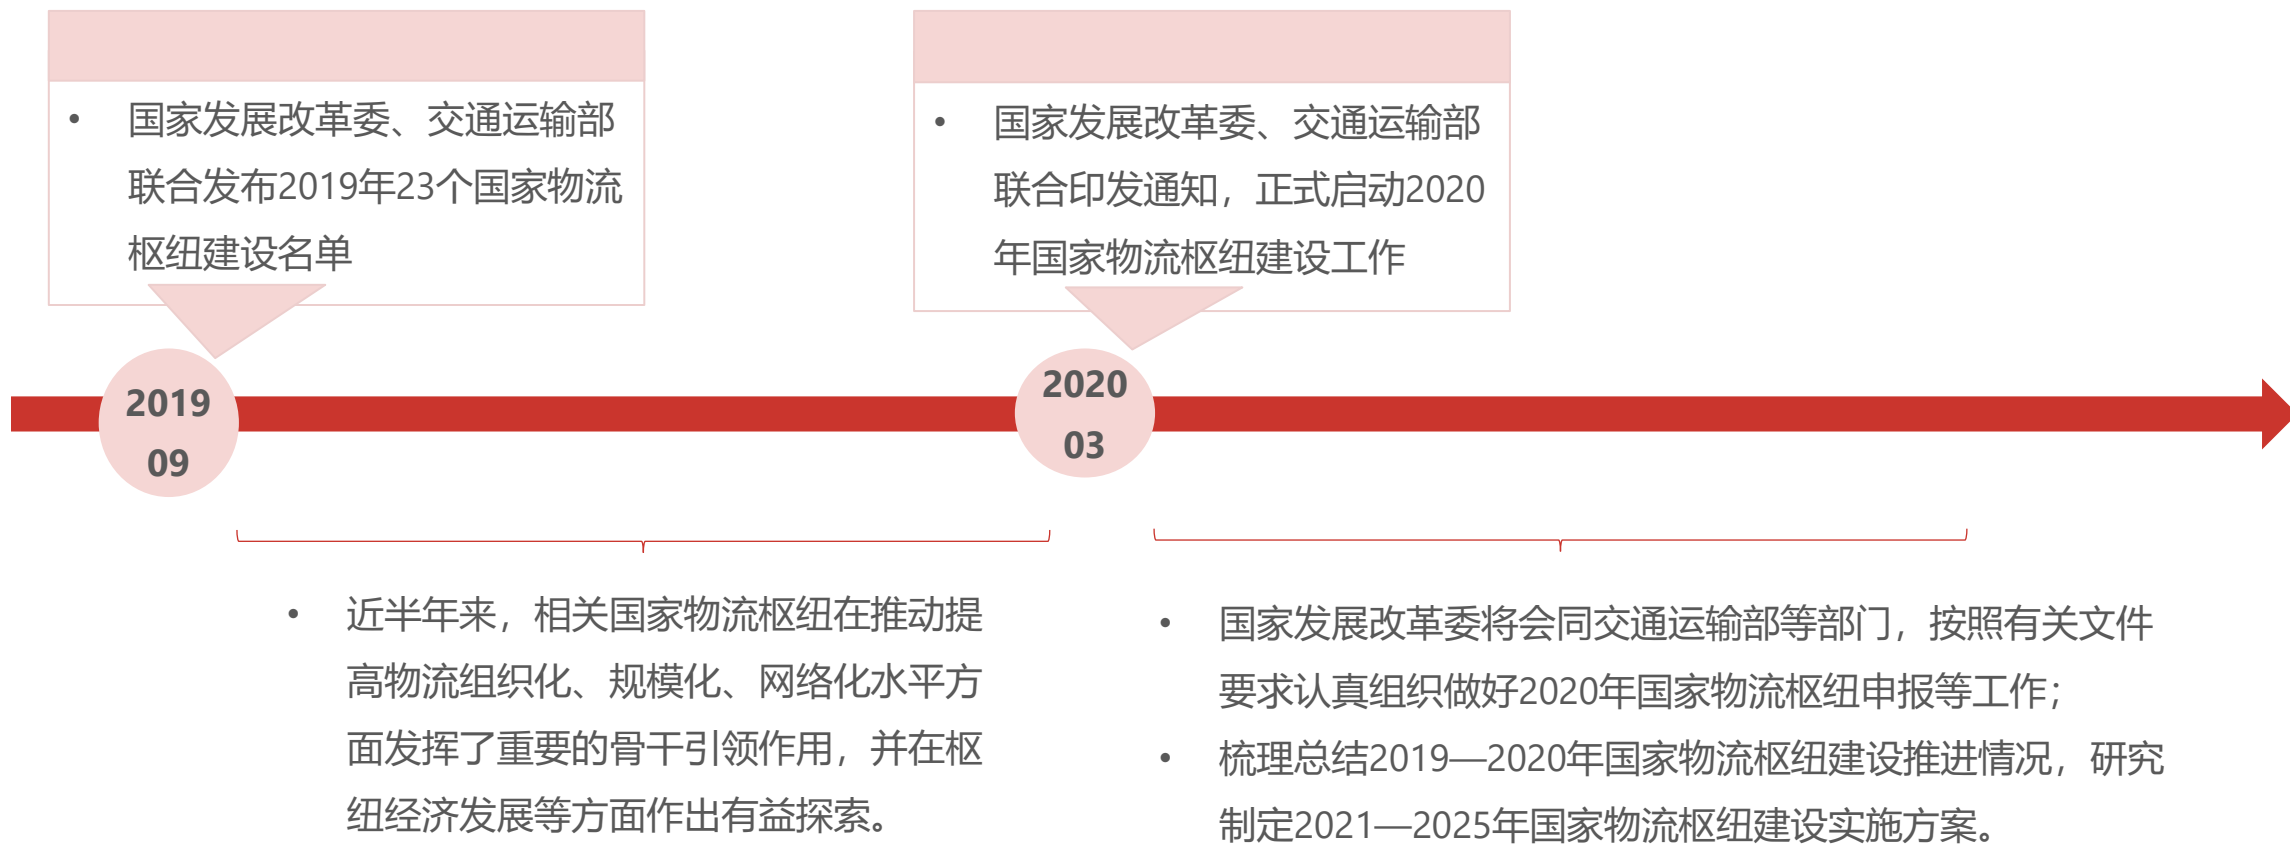 • 国家发展改革委、交通运输部
联合发布2019年23个国家物流
枢纽建设名单
• 国家发展改革委、交通运输部
联合印发通知，正式启动2020
年国家物流枢纽建设工作
2019
09
2020
03
• 近半年来，相关国家物流枢纽在推动提
高物流组织化、规模化、网络化水平方
面发挥了重要的骨干引领作用，并在枢
纽经济发展等方面作出有益探索。
• 国家发展改革委将会同交通运输部等部门，按照有关文件
要求认真组织做好2020年国家物流枢纽申报等工作；
• 梳理总结2019—2020年国家物流枢纽建设推进情况，研究
制定2021—2025年国家物流枢纽建设实施方案。